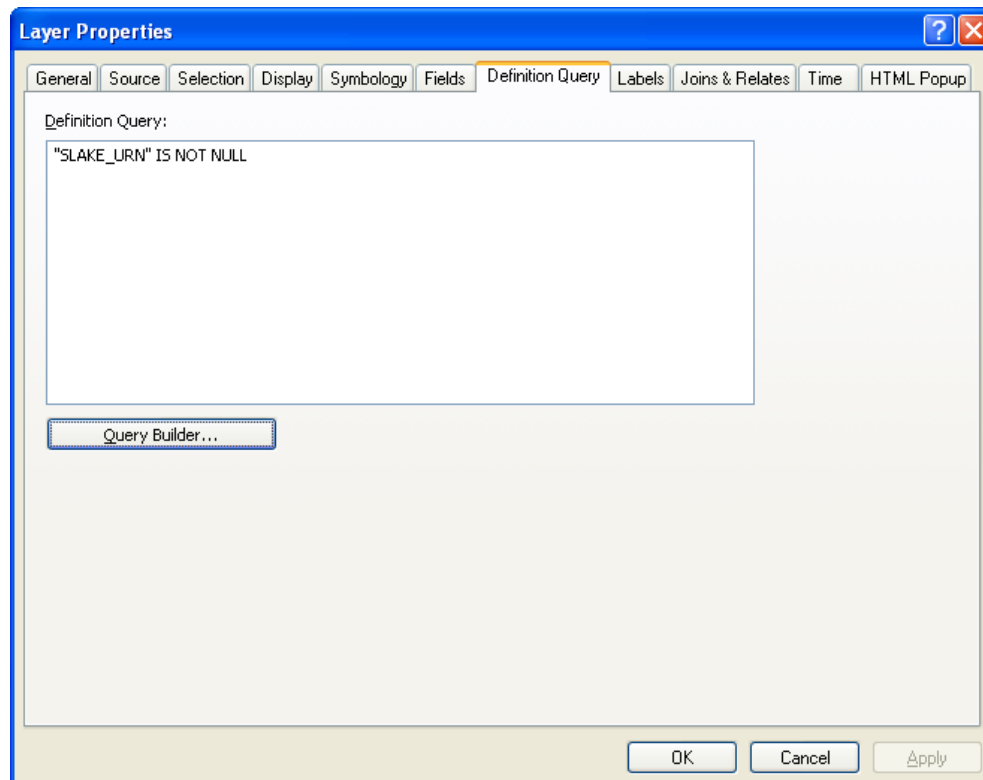 Layer Properties
General Source Selection Display Symbology Fields Definition Query Labels Joins & Relates Time HTML Popup
Definition Query:
"SLAKE_URN" IS NOT NULL
Query Builder...
OK Cancel Apply